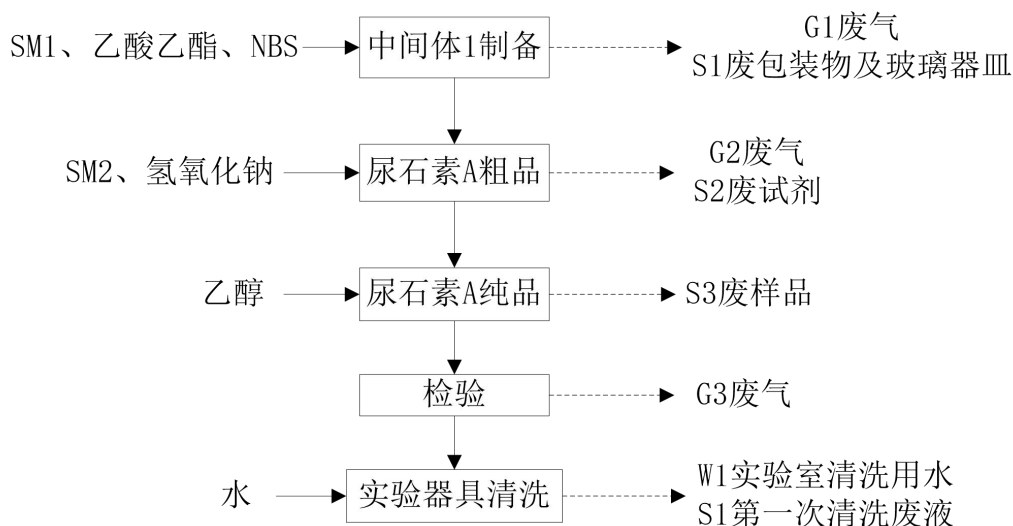 SM1、乙酸乙酯、NBS
中间体1制备
G1废气
S1废包装物及玻璃器皿
SM2、氢氧化钠
尿石素A粗品
G2废气
S2废试剂
乙醇
尿石素A纯品
S3废样品
检验
G3废气
水
实验器具清洗
W1实验室清洗用水
S1第一次清洗废液